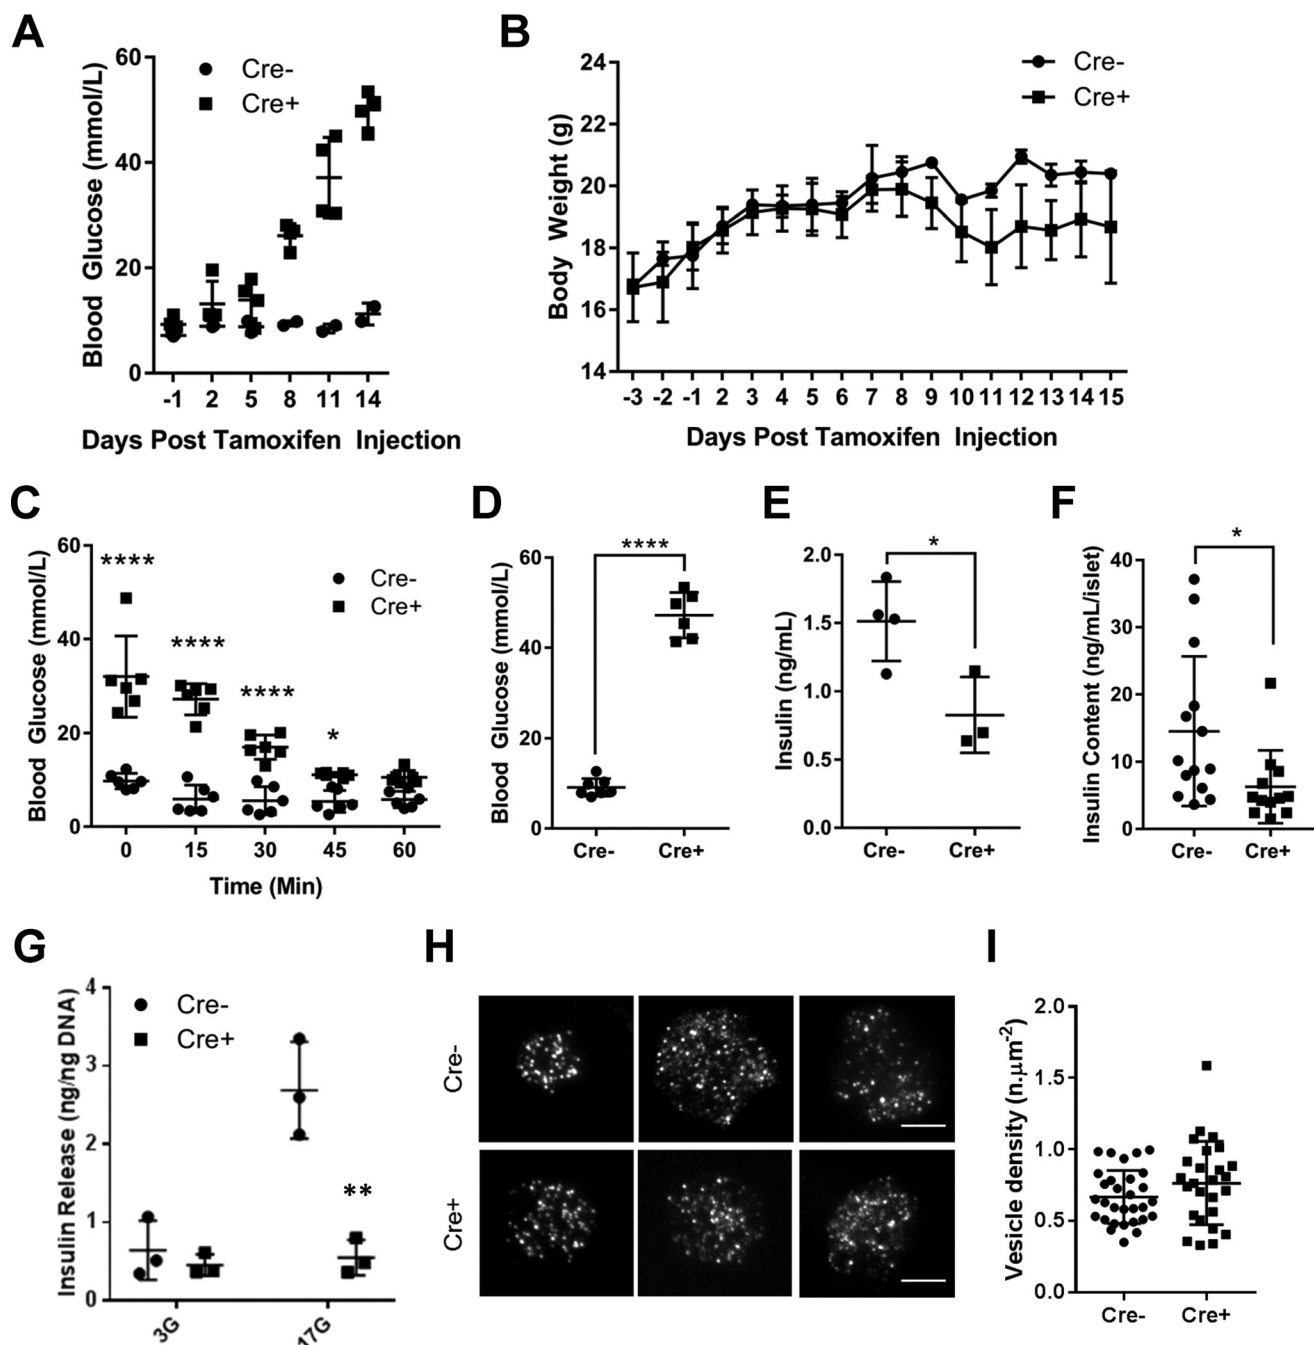 A
60
40
20
0
Blood Glucose (mmol/L)
Cre-
Cre+
-1 2 5 8 11 14
Days Post Tamoxifen Injection
B
24
22
20
18
16
14
Body Weight (g)
Cre-
Cre+
-3 -2 -1 2 3 4 5 6 7 8 9 10 11 12 13 14 15
Days Post Tamoxifen Injection
C
60
40
20
0
Blood Glucose (mmol/L)
****
****
****
*
Cre-
Cre+
0 15 30 45 60
Time (Min)
D
60
40
20
0
Blood Glucose (mmol/L)
****
Cre- Cre+
E
2.0
1.5
1.0
0.5
0.0
Insulin (ng/mL)
*
Cre- Cre+
F
40
30
20
10
0
Insulin Content (ng/mL/islet)
*
Cre- Cre+
G
4
3
2
1
0
Insulin Release (ng/ng DNA)
Cre-
Cre+
**
3G 17G
H
Cre-
Cre+
I
2.0
1.5
1.0
0.5
0.0
Vesicle density (n.µm-2)
Cre- Cre+